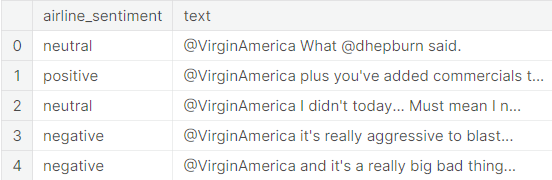 airline_sentiment text
0 neutral @VirginAmerica What @dhepburn said.
1 positive @VirginAmerica plus you've added commercials t...
2 neutral @VirginAmerica I didn't today... Must mean I n...
3 negative @VirginAmerica it's really aggressive to blast...
4 negative @VirginAmerica and it's a really big bad thing...